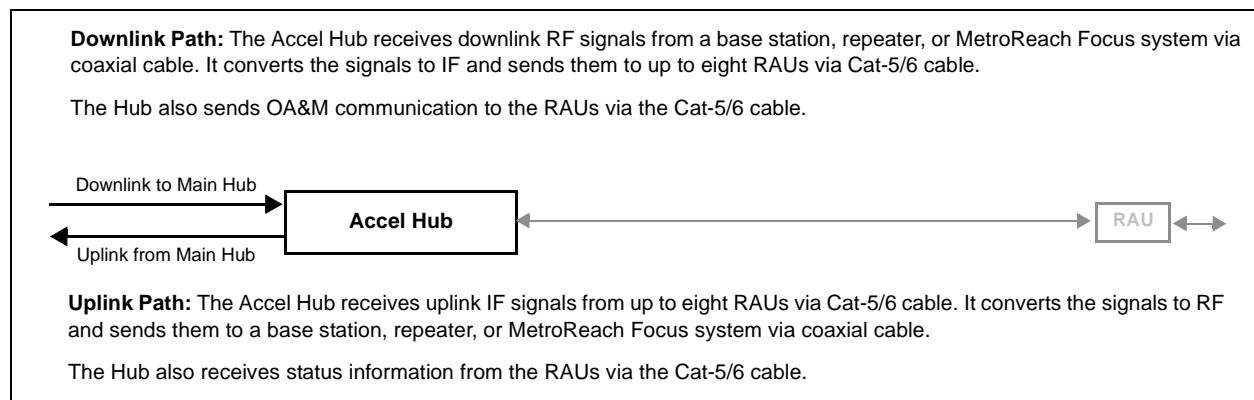 Downlink Path: The Accel Hub receives downlink RF signals from a base station, repeater, or MetroReach Focus system via
coaxial cable. It converts the signals to IF and sends them to up to eight RAUs via Cat-5/6 cable.
The Hub also sends OA&M communication to the RAUs via the Cat-5/6 cable.
Downlink to Main Hub
Accel Hub
RAU
Uplink from Main Hub
Uplink Path: The Accel Hub receives uplink IF signals from up to eight RAUs via Cat-5/6 cable. It converts the signals to RF
and sends them to a base station, repeater, or MetroReach Focus system via coaxial cable.
The Hub also receives status information from the RAUs via the Cat-5/6 cable.